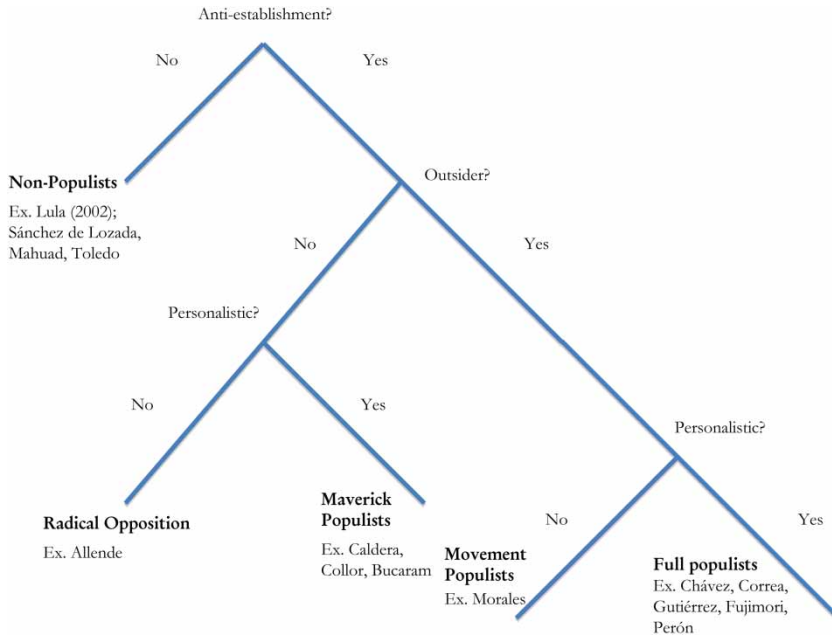 Anti-establishment?
No
Yes
Non-Populists
Ex. Lula (2002);
Sánchez de Lozada,
Mahuad, Toledo
Outsider?
No
Yes
Personalistic?
No
Yes
Radical Opposition
Ex. Allende
Maverick
Populists
Ex. Caldera,
Collor, Bucaram
Personalistic?
No
Yes
Movement
Populists
Ex. Morales
Full populists
Ex. Chávez, Correa,
Gutiérrez, Fujimori,
Perón